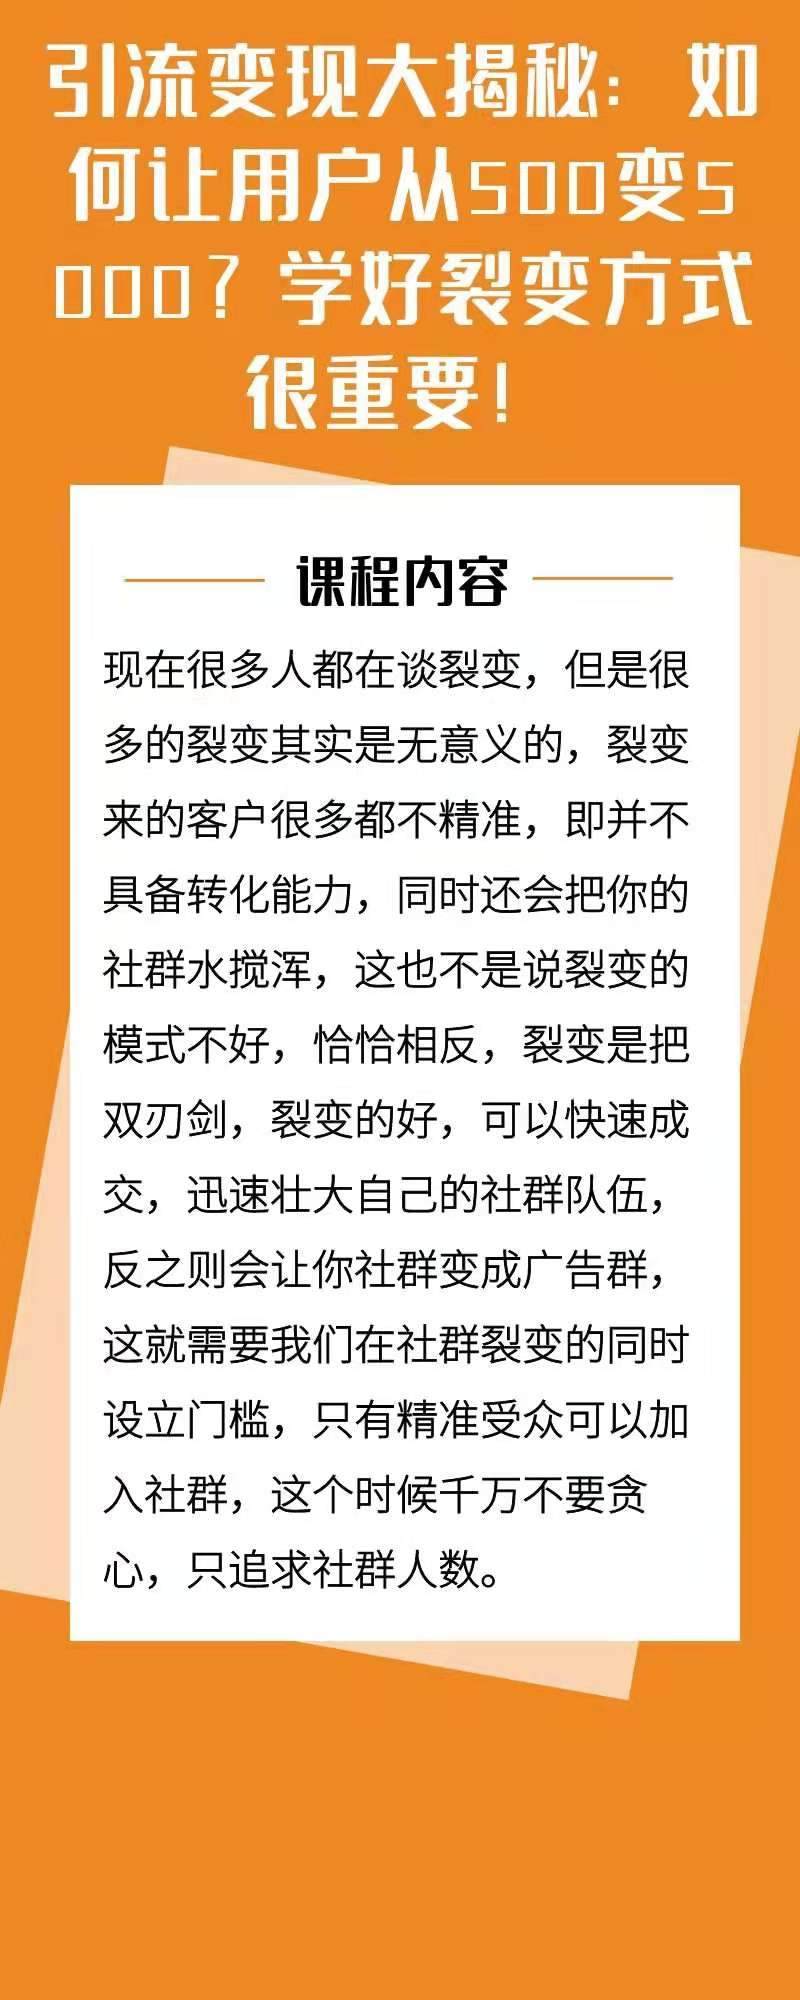 引流变现大揭秘：如
何让用户从500变5
000？学好裂变方式
很重要！
课程内容
现在很多人都在谈裂变，但是很
多的裂变其实是无意义的，裂变
来的客户很多都不精准，即并不
具备转化能力，同时还会把你的
社群水搅浑，这也不是说裂变的
模式不好，恰恰相反，裂变是把
双刃剑，裂变的好，可以快速成
交，迅速壮大自己的社群队伍，
反之则会让你社群变成广告群，
这就需要我们在社群裂变的同时
设立门槛，只有精准受众可以加
入社群，这个时候千万不要贪
心，只追求社群人数。